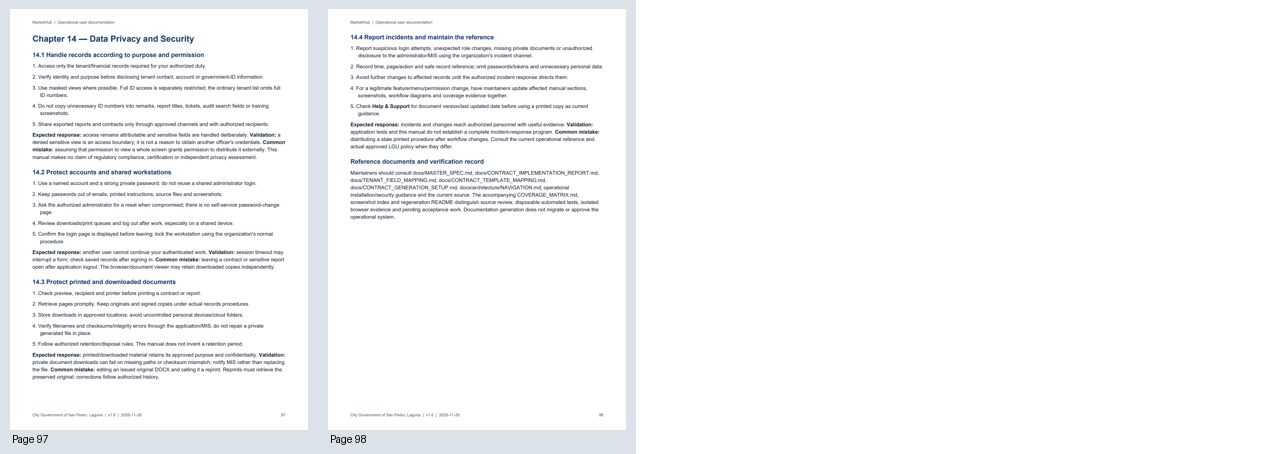 MarketHub | Operational user documentation
Chapter 14 — Data Privacy and Security
14.1 Handle records according to purpose and permission
1. Access only the tenant/financial records required for your authorized duty.
2. Verify identity and purpose before disclosing tenant contact, account or government-ID information.
3. Use masked views where possible. Full ID access is separately restricted; the ordinary tenant list omits full
ID numbers.
4. Do not copy unnecessary ID numbers into remarks, report titles, tickets, audit search fields or training
screenshots.
5. Share exported reports and contracts only through approved channels and with authorized recipients.
Expected response: access remains attributable and sensitive fields are handled deliberately. Validation: a
denied sensitive view is an access boundary; it is not a reason to obtain another officer's credentials. Common
mistake: assuming that permission to view a whole screen grants permission to distribute it externally. This
manual makes no claim of regulatory compliance, certification or independent privacy assessment.
14.2 Protect accounts and shared workstations
1. Use a named account and a strong private password; do not reuse a shared administrator login.
2. Keep passwords out of emails, printed instructions, source files and screenshots.
3. Ask the authorized administrator for a reset when compromised; there is no self-service password-change
page.
4. Review downloads/print queues and log out after work, especially on a shared device.
5. Confirm the login page is displayed before leaving; lock the workstation using the organization's normal
procedure.
Expected response: another user cannot continue your authenticated work. Validation: session timeout may
interrupt a form; check saved records after signing in. Common mistake: leaving a contract or sensitive report
open after application logout. The browser/document viewer may retain downloaded copies independently.
14.3 Protect printed and downloaded documents
1. Check preview, recipient and printer before printing a contract or report.
2. Retrieve pages promptly. Keep originals and signed copies under actual records procedures.
3. Store downloads in approved locations; avoid uncontrolled personal devices/cloud folders.
4. Verify filenames and checksums/integrity errors through the application/MIS; do not repair a private
generated file in place.
5. Follow authorized retention/disposal rules. This manual does not invent a retention period.
Expected response: printed/downloaded material retains its approved purpose and confidentiality. Validation:
private document downloads can fail on missing paths or checksum mismatch; notify MIS rather than replacing
the file. Common mistake: editing an issued original DOCX and calling it a reprint. Reprints must retrieve the
preserved original; corrections follow authorized history.
City Government of San Pedro, Laguna | v1.0 | 2026-11-26
97
Page 97
MarketHub | Operational user documentation
14.4 Report incidents and maintain the reference
1. Report suspicious login attempts, unexpected role changes, missing private documents or unauthorized
disclosure to the administrator/MIS using the organization's incident channel.
2. Record time, page/action and safe record reference; omit passwords/tokens and unnecessary personal data.
3. Avoid further changes to affected records until the authorized incident response directs them.
4. For a legitimate feature/menu/permission change, have maintainers update affected manual sections,
screenshots, workflow diagrams and coverage evidence together.
5. Check Help & Support for document version/last updated date before using a printed copy as current
guidance.
Expected response: incidents and changes reach authorized personnel with useful evidence. Validation:
application tests and this manual do not establish a complete incident-response program. Common mistake:
distributing a stale printed procedure after workflow changes. Consult the current operational reference and
actual approved LGU policy when they differ.
Reference documents and verification record
Maintainers should consult docs/MASTER_SPEC.md, docs/CONTRACT_IMPLEMENTATION_REPORT.md,
docs/TENANT_FIELD_MAPPING.md, docs/CONTRACT_TEMPLATE_MAPPING.md,
docs/CONTRACT_GENERATION_SETUP.md, docs/architecture/NAVIGATION.md, operational
installation/security guidance and the current source. The accompanying COVERAGE_MATRIX.md,
screenshot index and regeneration README distinguish source review, disposable automated tests, isolated
browser evidence and pending acceptance work. Documentation generation does not migrate or approve the
operational system.
City Government of San Pedro, Laguna | v1.0 | 2026-11-26
98
Page 98